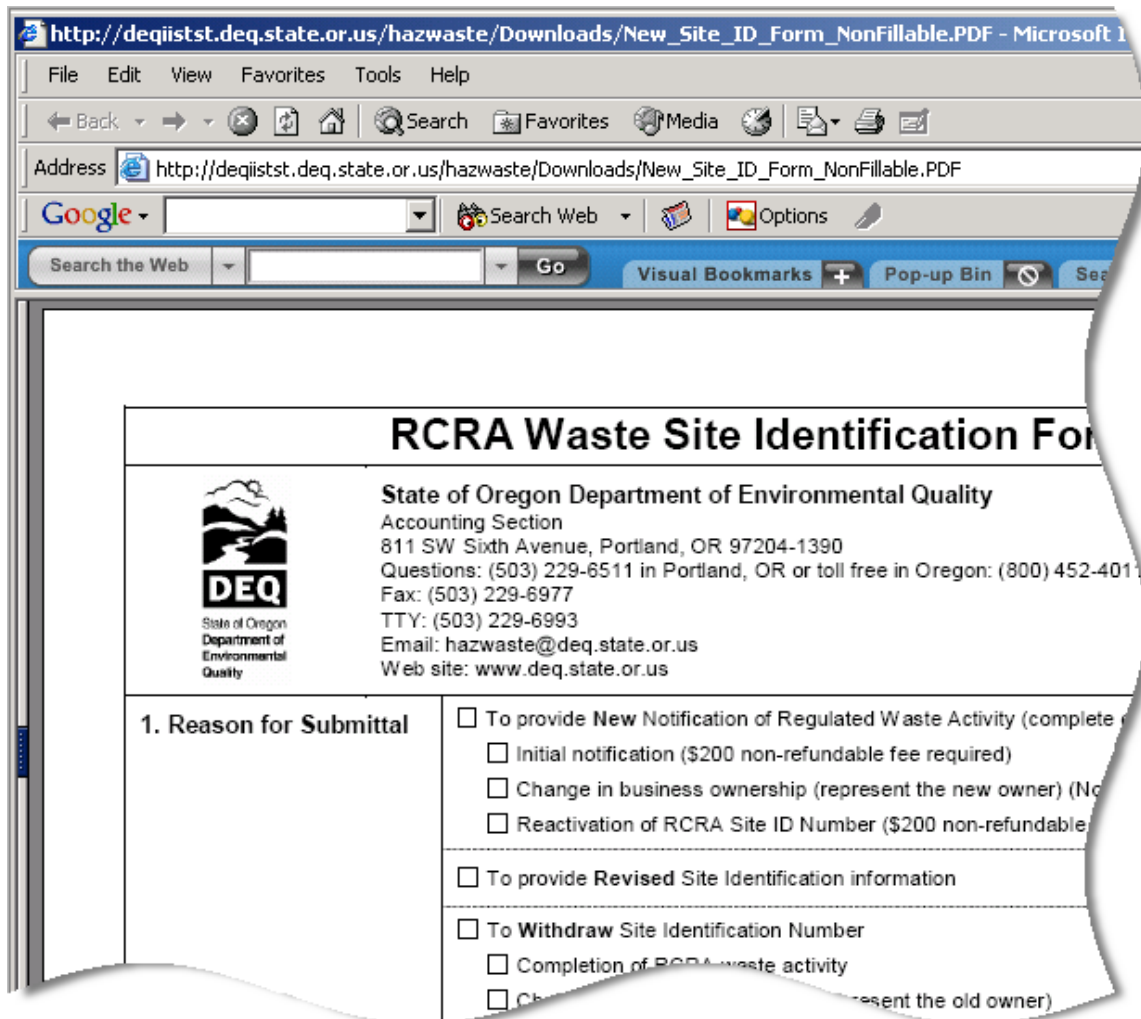 http://deqiistst.deq.state.or.us/hazwaste/Downloads/New_Site_ID_Form_NonFillable.PDF - Microsoft
File Edit View Favorites Tools Help
Back Search Favorites Media
Address http://deqiistst.deq.state.or.us/hazwaste/Downloads/New_Site_ID_Form_NonFillable.PDF
Google Search Web Options
Search the Web Go Visual Bookmarks Pop-up Bin
RCRA Waste Site Identification
State of Oregon Department of Environmental Quality
Accounting Section
811 SW Sixth Avenue, Portland, OR 97204-1390
Questions: (503) 229-6511 in Portland, OR or toll free in Oregon: (800) 452-401
Fax: (503) 229-6977
TTY: (503) 229-6993
Email: hazwaste@deq.state.or.us
Web site: www.deq.state.or.us
DEQ
State of Oregon
Department of
Environmental
Quality
1. Reason for Submittal
To provide New Notification of Regulated Waste Activity (complete
Initial notification ($200 non-refundable fee required)
Change in business ownership (represent the new owner)
Reactivation of RCRA Site ID Number ($200 non-refundable
To provide Revised Site Identification information
To Withdraw Site Identification Number
Completion of RCRA waste activity
the old owner)